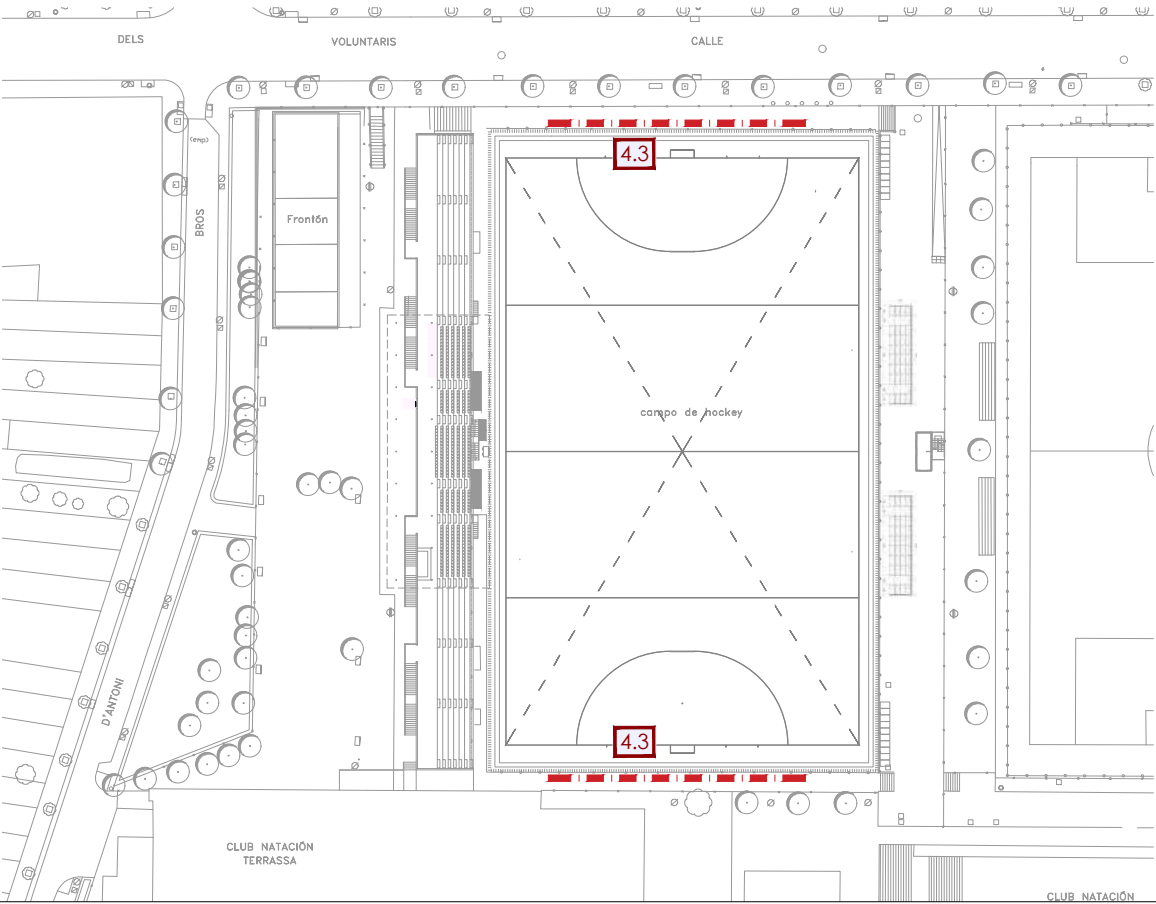 DELS
VOLUNTARIS
CALLE
(emp)
BROS
Frontón
4.3
campo de hockey
D'ANTONI
4.3
CLUB NATACIÓN
TERRASSA
CLUB NATACIÓN